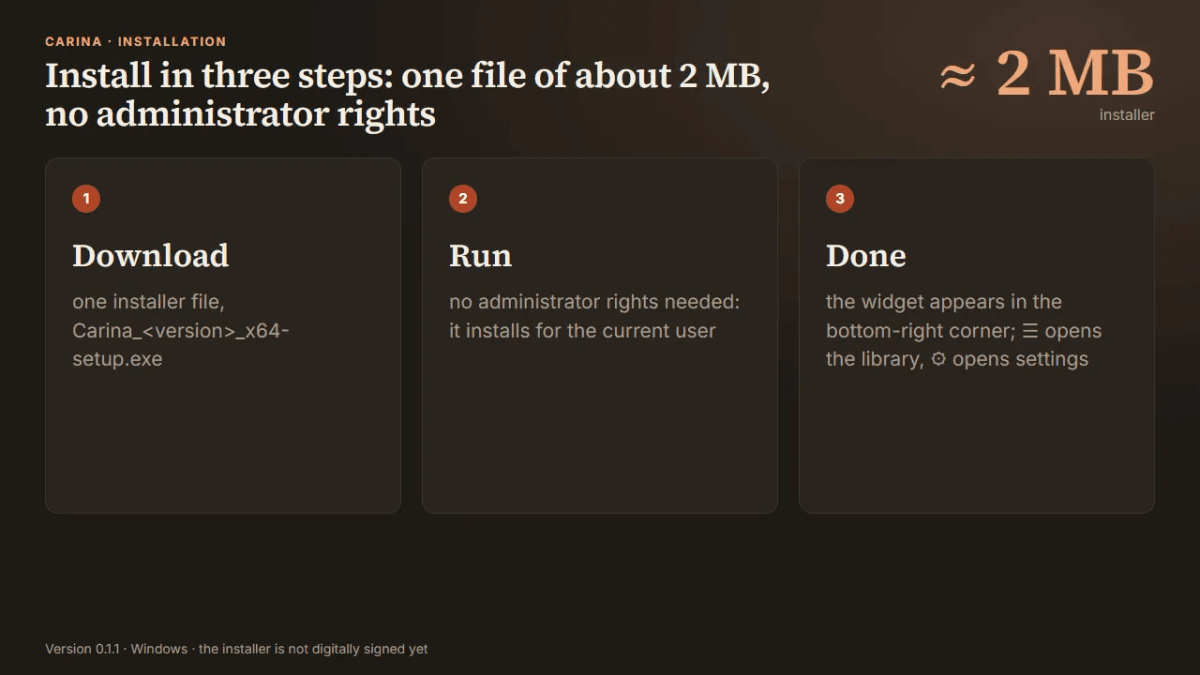 CARINA · INSTALLATION
Install in three steps: one file of about 2 MB,
no administrator rights
≈ 2 MB
installer
1
Download
one installer file,
Carina_<version>_x64-
setup.exe
2
Run
no administrator rights needed:
it installs for the current user
3
Done
the widget appears in the
bottom-right corner; ☰ opens
the library, ⚙ opens settings
Version 0.1.1 · Windows · the installer is not digitally signed yet